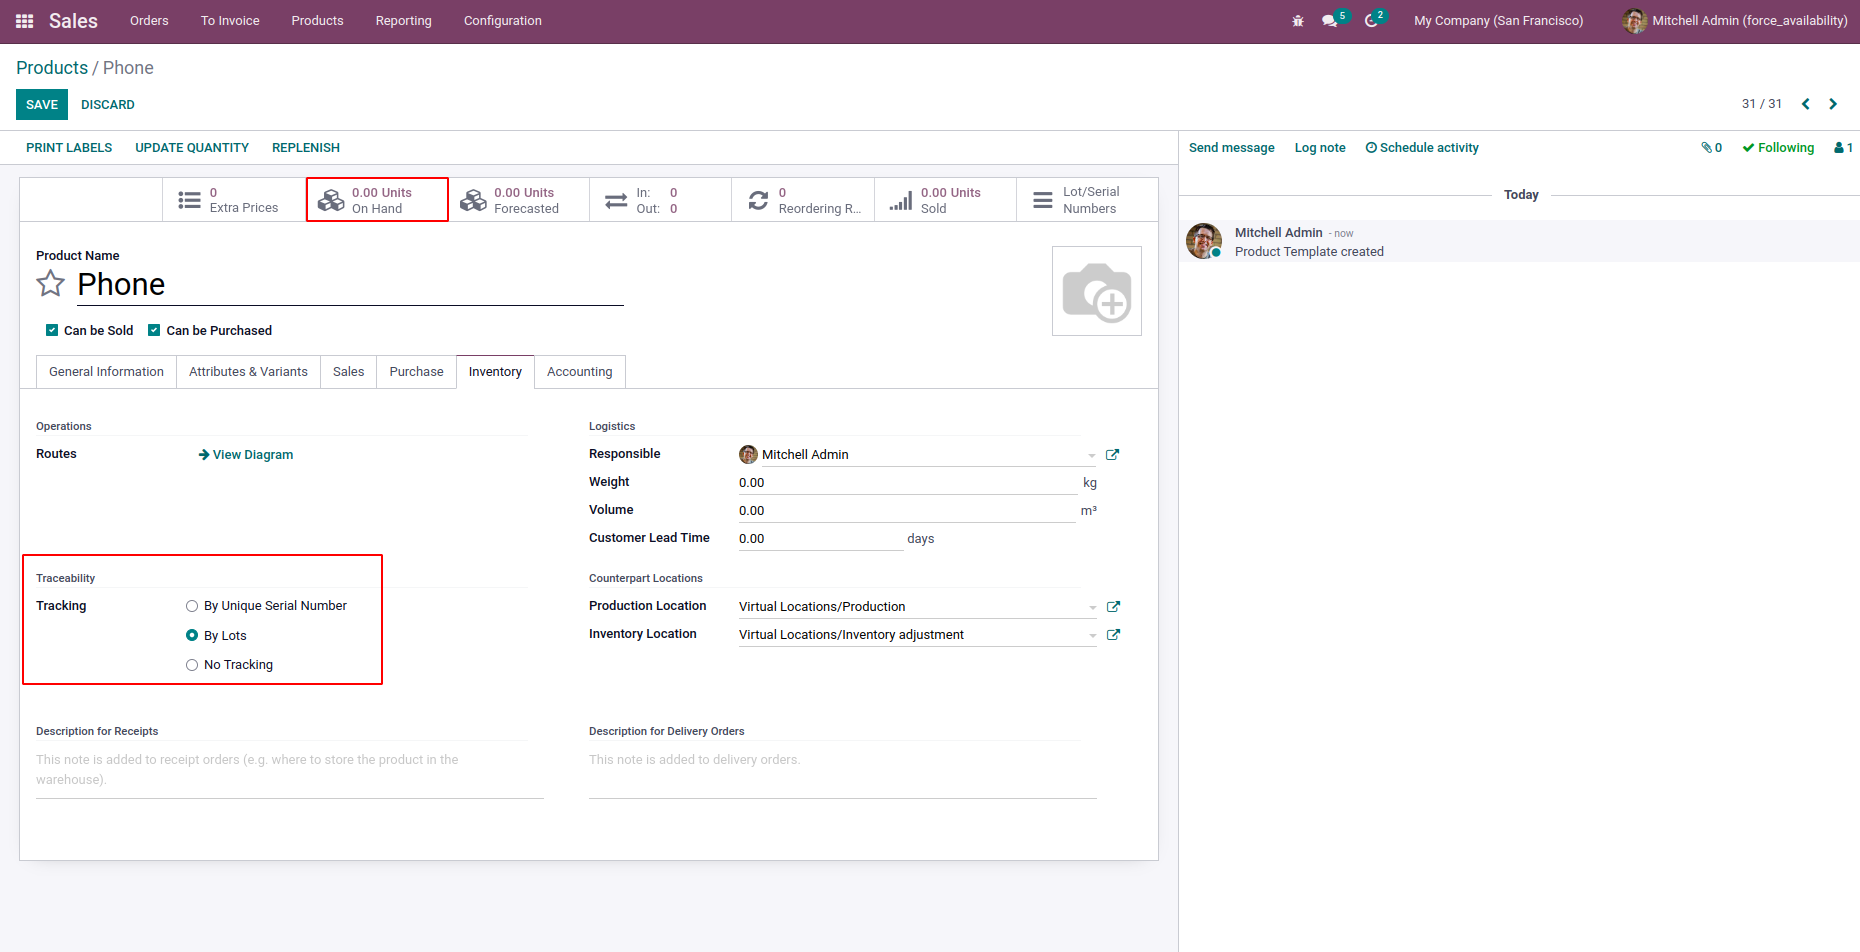 Sales Orders To Invoice Products Reporting Configuration 5 2 My Company (San Francisco) Mitchell Admin (force_availability)
Products / Phone
SAVE DISCARD 31 / 31
PRINT LABELS UPDATE QUANTITY REPLENISH Send message Log note Schedule activity 0 Following 1
0
Extra Prices
0.00 Units
On Hand
0.00 Units
Forecasted
In: 0
Out: 0
0
Reordering R...
0.00 Units
Sold
Lot/Serial
Numbers
Today
Mitchell Admin - now
Product Template created
Product Name
Phone
Can be Sold Can be Purchased
General Information Attributes & Variants Sales Purchase Inventory Accounting
Operations
Routes View Diagram
Logistics
Responsible Mitchell Admin
Weight 0.00 kg
Volume 0.00 m³
Customer Lead Time 0.00 days
Traceability
Tracking By Unique Serial Number
By Lots
No Tracking
Counterpart Locations
Production Location Virtual Locations/Production
Inventory Location Virtual Locations/Inventory adjustment
Description for Receipts
This note is added to receipt orders (e.g. where to store the product in the
warehouse).
Description for Delivery Orders
This note is added to delivery orders.